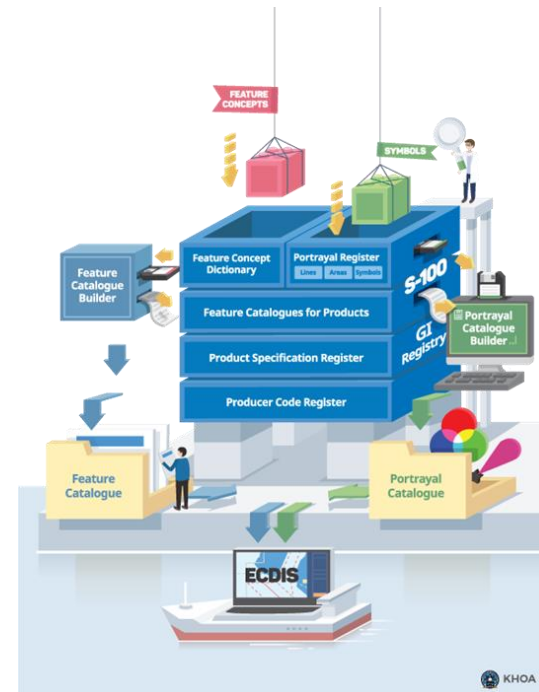 FEATURE
CONCEPTS
SYMBOLS
Feature Concept
Dictionary
Portrayal Register
Lines
Areas
Symbols
S-100
GI
Registry
Feature
Catalogue
Builder
Feature Catalogues for Products
Portrayal
Catalogue
Builder
Product Specification Register
Producer Code Register
Feature
Catalogue
Portrayal
Catalogue
ECDIS
KHOA